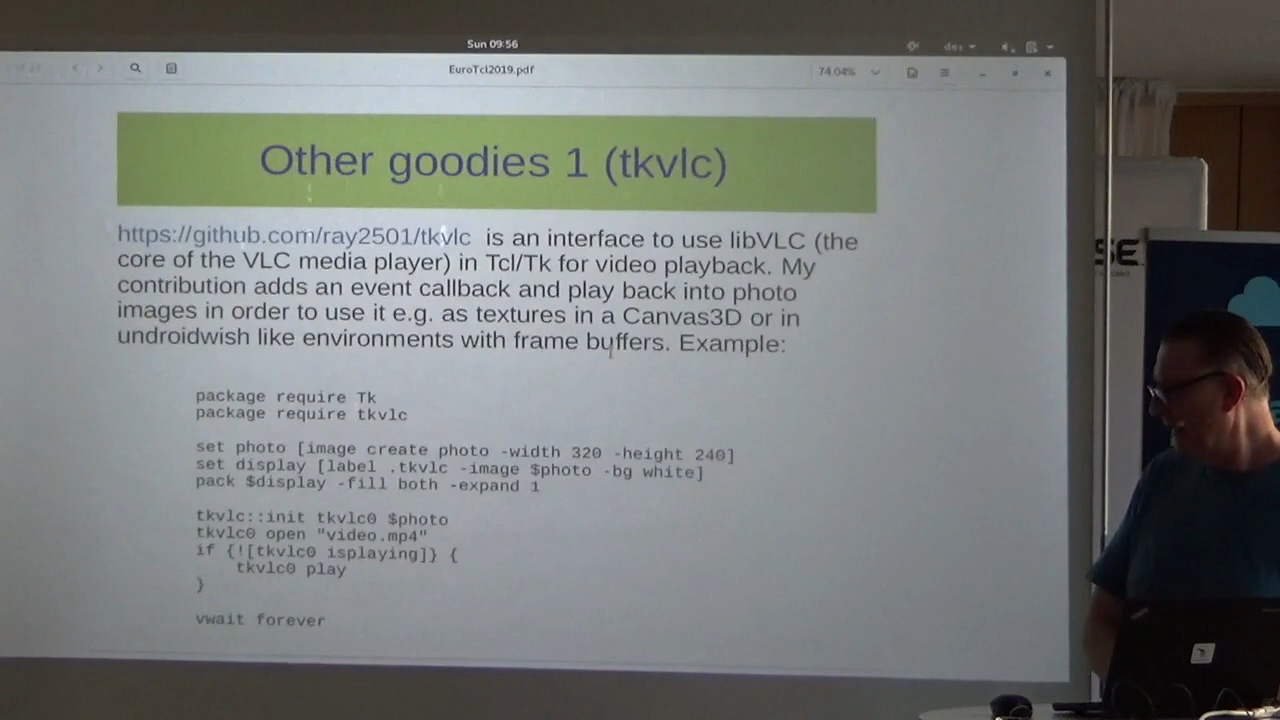 Sun 09:56
EuroTcl2019.pdf
74.04%
Other goodies 1 (tkvlc)
https://github.com/ray2501/tkvlc is an interface to use libVLC (the
core of the VLC media player) in Tcl/Tk for video playback. My
contribution adds an event callback and play back into photo
images in order to use it e.g. as textures in a Canvas3D or in
undroidwish like environments with frame buffers. Example:
package require Tk
package require tkvlc
set photo [image create photo -width 320 -height 240]
set display [label .tkvlc -image $photo -bg white]
pack $display -fill both -expand 1
tkvlc::init tkvlc0 $photo
tkvlc0 open "video.mp4"
if {![tkvlc0 isplaying]} {
tkvlc0 play
}
vwait forever
SE